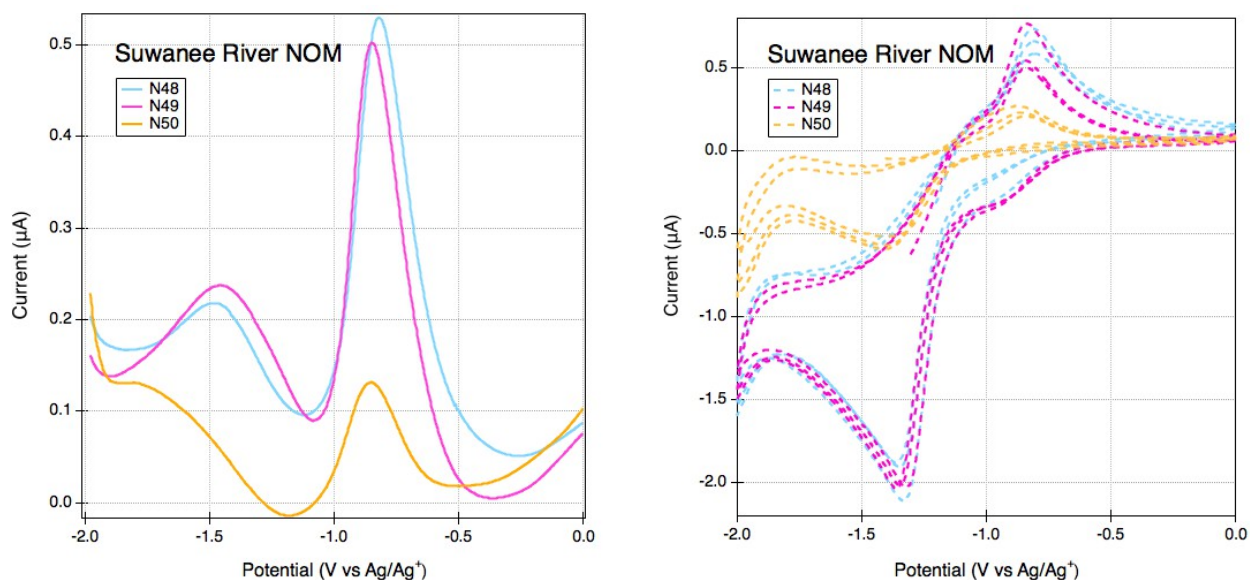 Suwanee River NOM
N48
N49
N50
0.5
0.4
0.3
0.2
0.1
0.0
Current (µA)
-2.0
-1.5
-1.0
-0.5
0.0
Potential (V vs Ag/Ag⁺)
Suwanee River NOM
N48
N49
N50
0.5
0.0
-0.5
-1.0
-1.5
-2.0
Current (µA)
-2.0
-1.5
-1.0
-0.5
0.0
Potential (V vs Ag/Ag⁺)